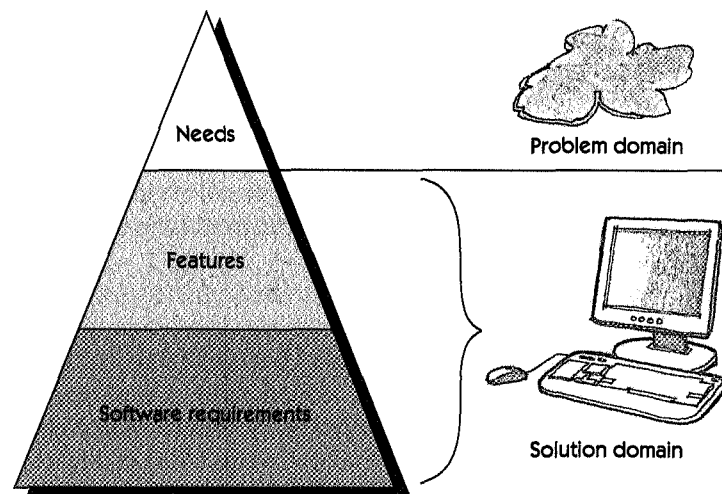 Needs
Problem domain
Features
Software requirements
Solution domain